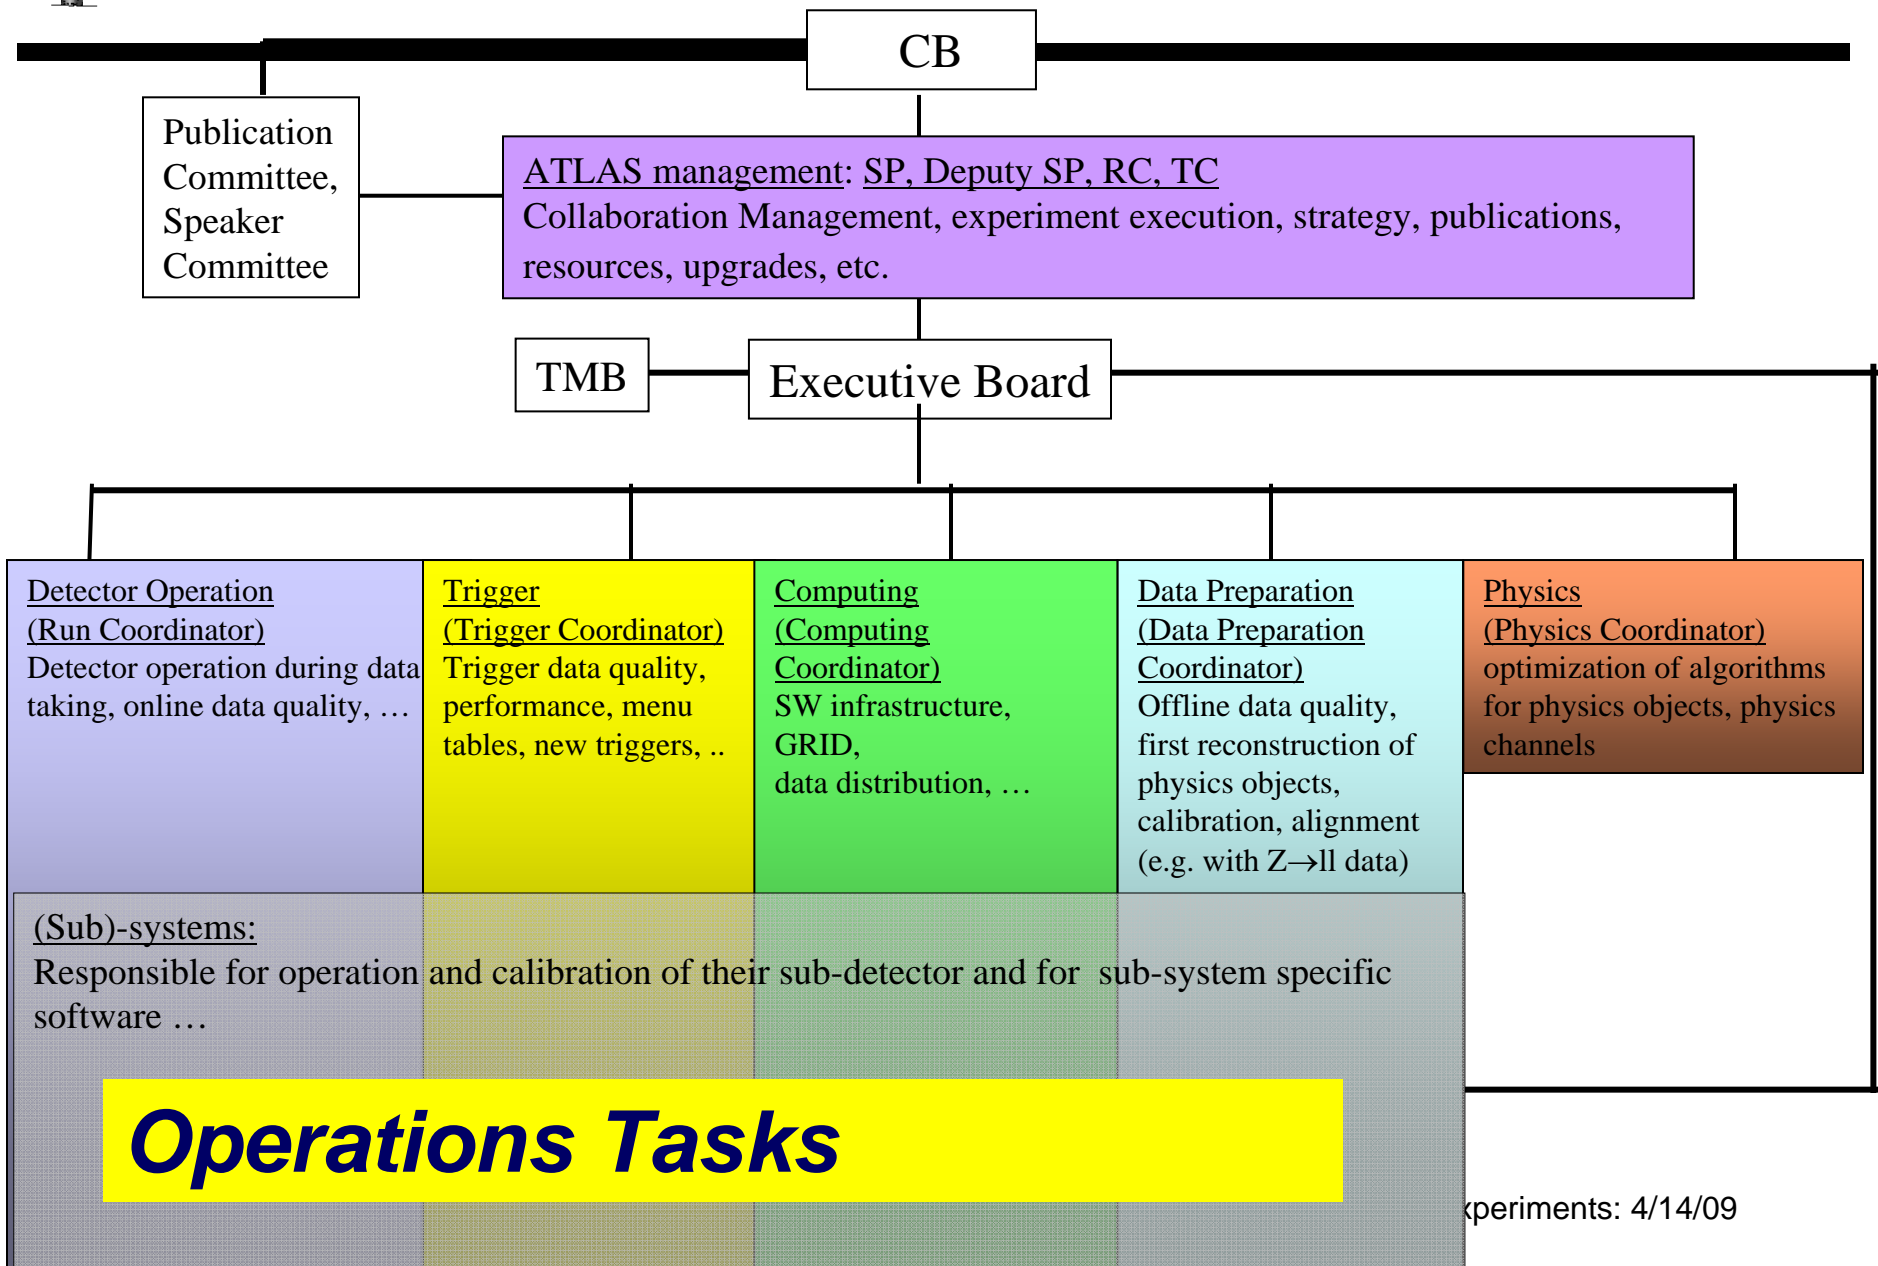 CB
Publication
Committee,
Speaker
Committee
ATLAS management: SP, Deputy SP, RC, TC
Collaboration Management, experiment execution, strategy, publications,
resources, upgrades, etc.
TMB
Executive Board
Detector Operation
(Run Coordinator)
Detector operation during data
taking, online data quality, …
Trigger
(Trigger Coordinator)
Trigger data quality,
performance, menu
tables, new triggers, ..
Computing
(Computing
Coordinator)
SW infrastructure,
GRID,
data distribution, …
Data Preparation
(Data Preparation
Coordinator)
Offline data quality,
first reconstruction of
physics objects,
calibration, alignment
(e.g. with Z→ll data)
Physics
(Physics Coordinator)
optimization of algorithms
for physics objects, physics
channels
(Sub)-systems:
Responsible for operation and calibration of their sub-detector and for sub-system specific
software …
Operations Tasks
xperiments: 4/14/09